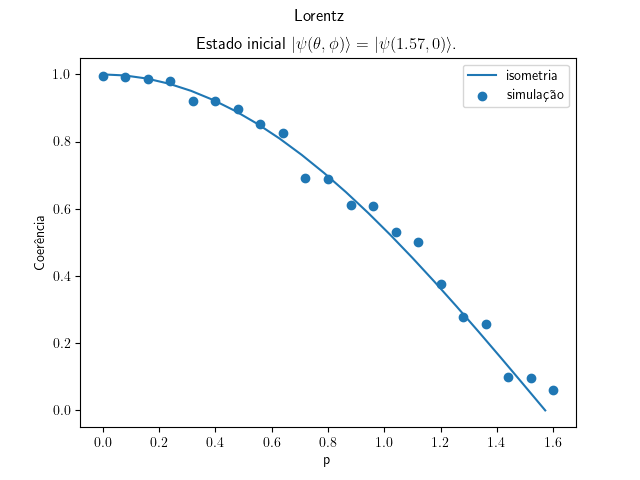 Lorentz
Estado inicial |ψ(θ, ϕ)⟩ = |ψ(1.57, 0)⟩.
isometria
simulação
1.0
0.8
0.6
0.4
0.2
0.0
Coerência
0.0 0.2 0.4 0.6 0.8 1.0 1.2 1.4 1.6
p